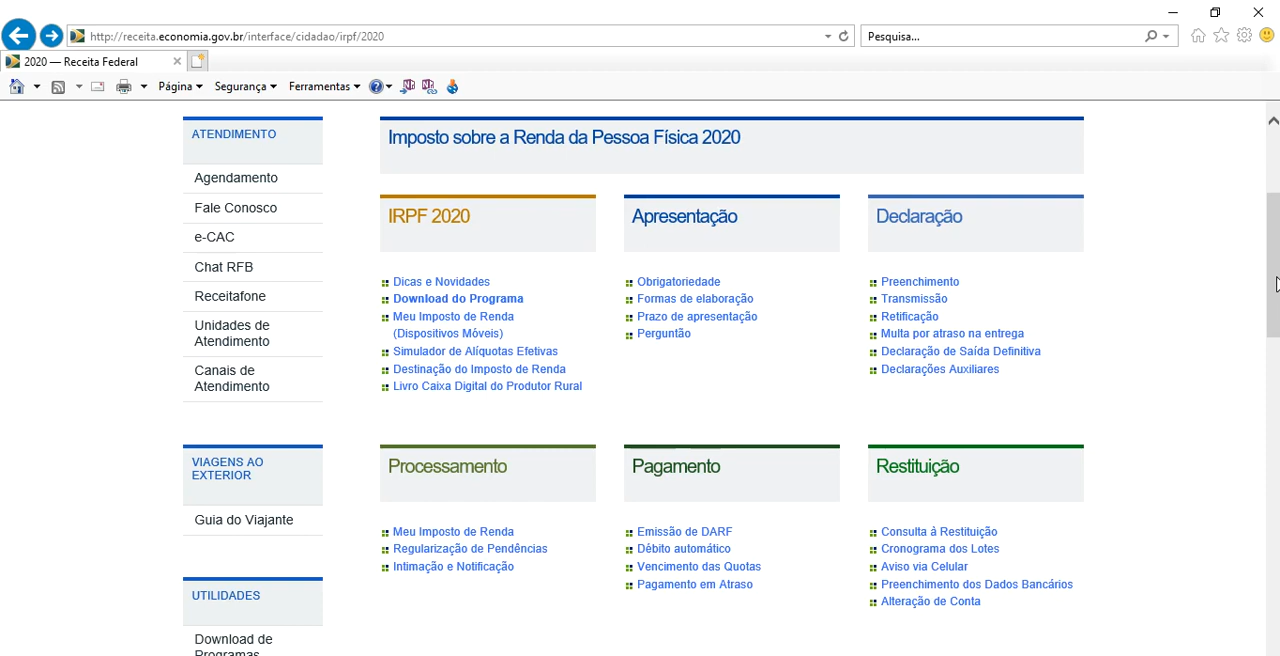 http://receita.economia.gov.br/interface/cidadao/irpf/2020
Pesquisa...
2020 — Receita Federal
Página
Segurança
Ferramentas
ATENDIMENTO
Agendamento
Fale Conosco
e-CAC
Chat RFB
Receitafone
Unidades de
Atendimento
Canais de
Atendimento
VIAGENS AO
EXTERIOR
Guia do Viajante
UTILIDADES
Download de
Programas
Imposto sobre a Renda da Pessoa Física 2020
IRPF 2020
Dicas e Novidades
Download do Programa
Meu Imposto de Renda
(Dispositivos Móveis)
Simulador de Alíquotas Efetivas
Destinação do Imposto de Renda
Livro Caixa Digital do Produtor Rural
Apresentação
Obrigatoriedade
Formas de elaboração
Prazo de apresentação
Perguntão
Declaração
Preenchimento
Transmissão
Retificação
Multa por atraso na entrega
Declaração de Saída Definitiva
Declarações Auxiliares
Processamento
Meu Imposto de Renda
Regularização de Pendências
Intimação e Notificação
Pagamento
Emissão de DARF
Débito automático
Vencimento das Quotas
Pagamento em Atraso
Restituição
Consulta à Restituição
Cronograma dos Lotes
Aviso via Celular
Preenchimento dos Dados Bancários
Alteração de Conta